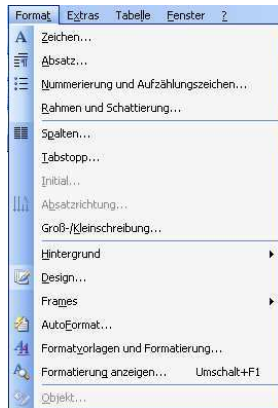 Format Extras Tabelle Fenster ?
Zeichen...
Absatz...
Nummerierung und Aufzählungszeichen...
Rahmen und Schattierung...
Spalten...
Tabstopp...
Initial...
Absatzrichtung...
Groß-/Kleinschreibung...
Hintergrund
Design...
Frames
AutoFormat...
Formatvorlagen und Formatierung...
Formatierung anzeigen... Umschalt+F1
Objekt...